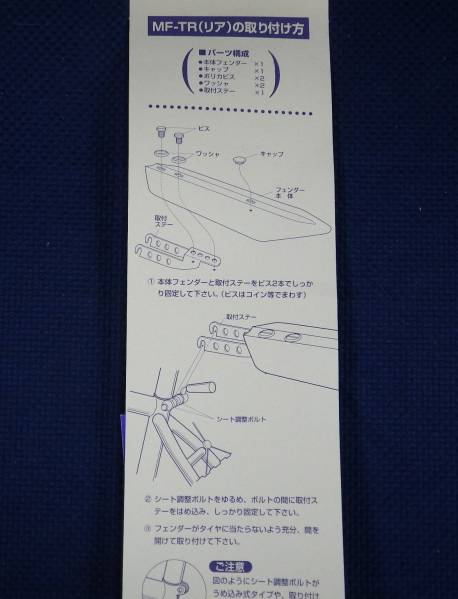 MF-TR(リア)の取り付け方
■パーツ構成
●本体フェンダー ×1
●キャップ ×1
●ポリカビス ×2
●ワッシャ ×2
●取付ステー ×1
ビス
ワッシャ
キャップ
フェンダー
本 体
取付
ステー
① 本体フェンダーと取付ステーをビス2本でしっか
り固定して下さい。(ビスはコイン等でまわす)
取付ステー
シート調整ボルト
② シート調整ボルトをゆるめ、ボルトの間に取付ス
テーをはめ込み、しっかり固定して下さい。
③ フェンダーがタイヤに当たらないよう充分、間を
開けて取り付けて下さい。
ご注意
図のようにシート調整ボルトが
うめ込み式タイプや、取り付け